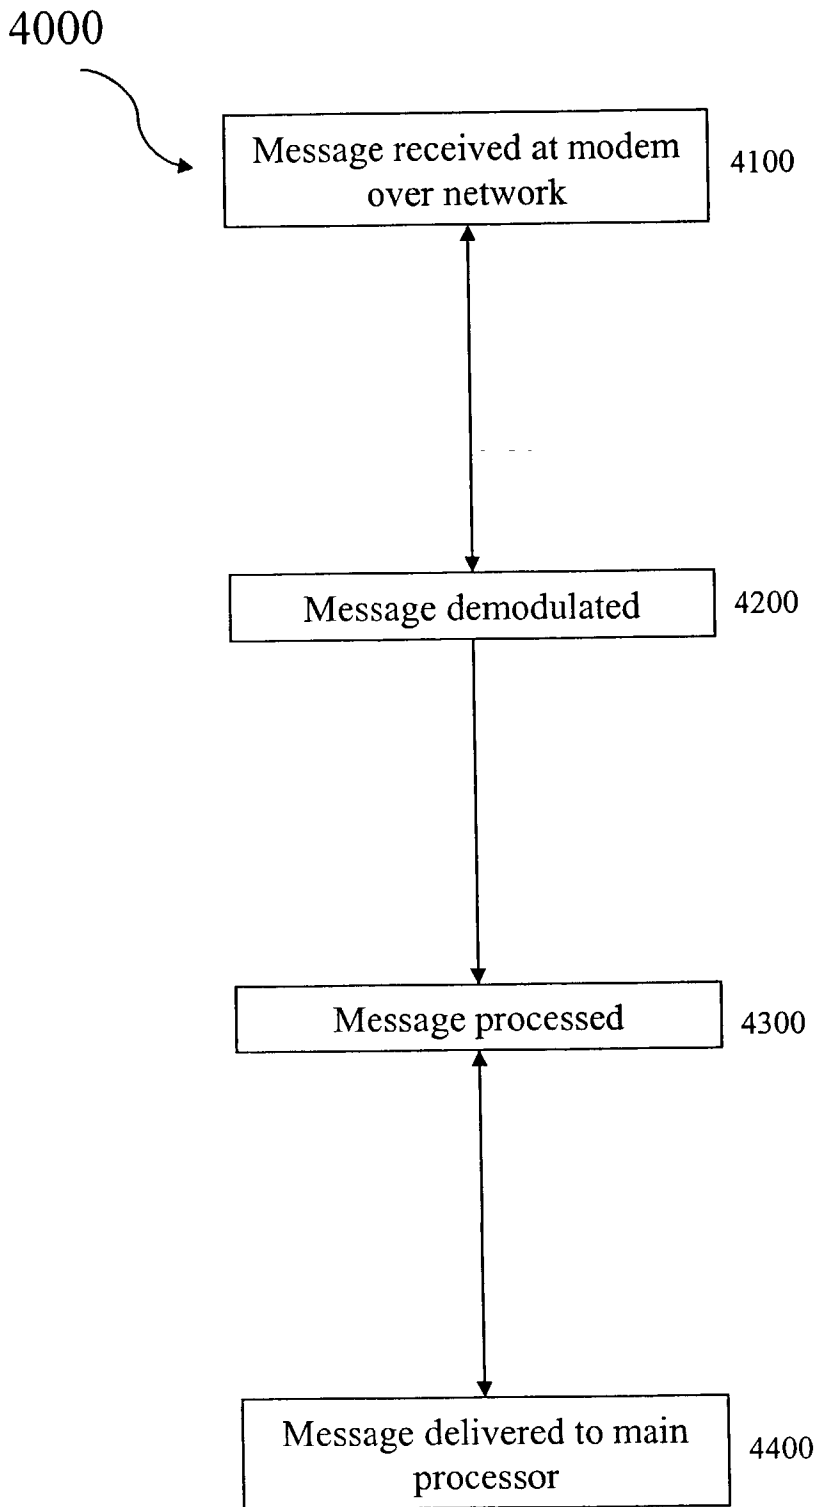 4000
Message received at modem
over network
4100
Message demodulated
4200
Message processed
4300
Message delivered to main
processor
4400